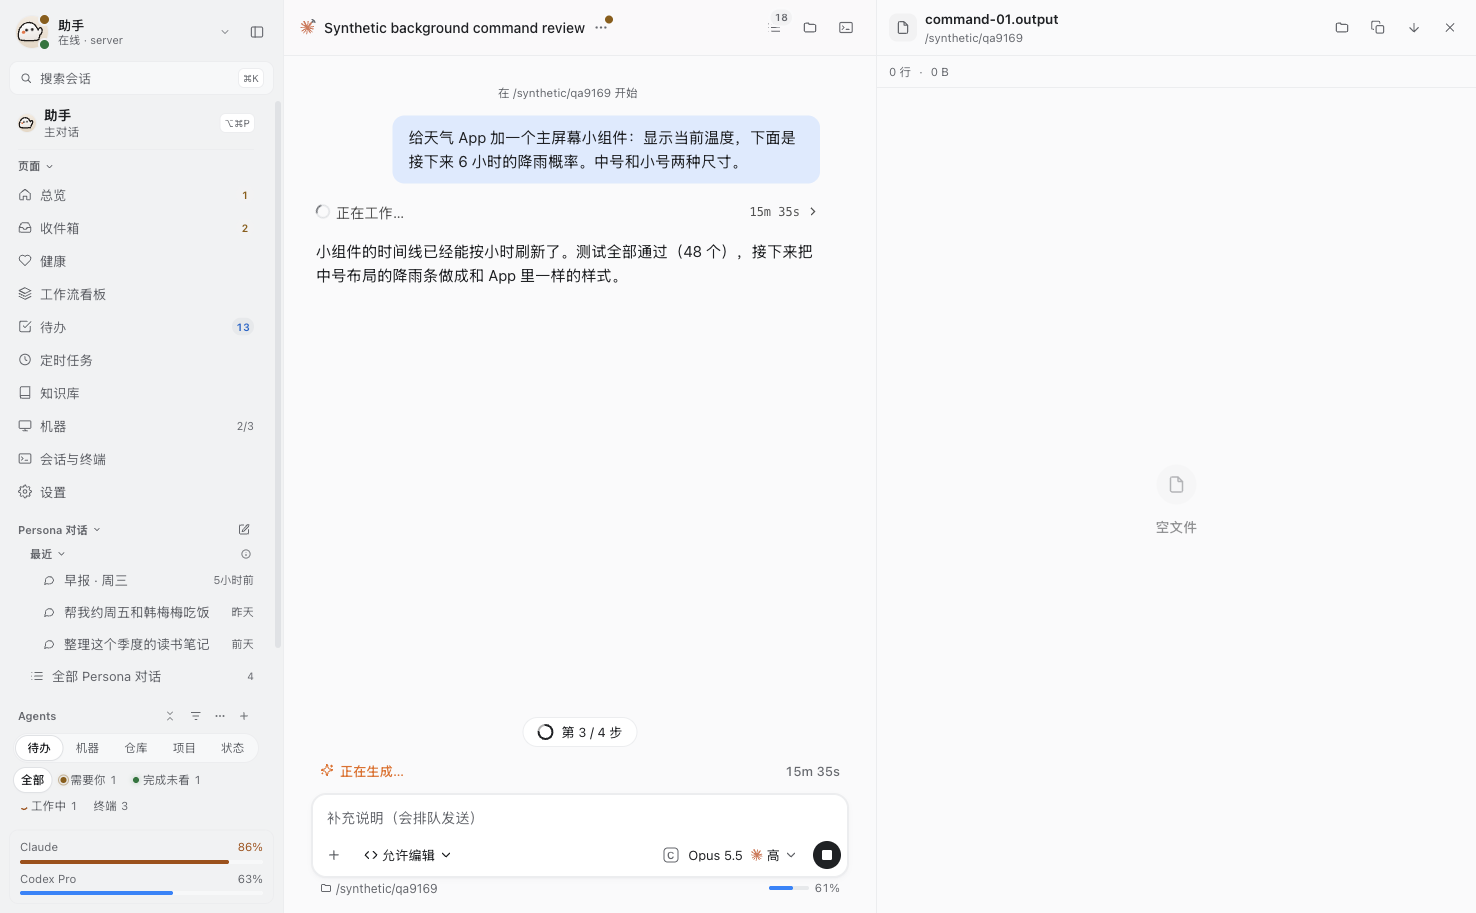 助手
在线 · server
搜索会话
⌘K
助手
主对话
⌥⌘P
页面
总览
1
收件箱
2
健康
工作流看板
待办
13
定时任务
知识库
机器
2/3
会话与终端
设置
Persona 对话
最近
早报 · 周三
5小时前
帮我约周五和韩梅梅吃饭
昨天
整理这个季度的读书笔记
前天
全部 Persona 对话
4
Agents
待办
机器
仓库
项目
状态
全部
需要你 1
完成未看 1
工作中 1
终端 3
Claude
86%
Codex Pro
63%
Synthetic background command review
18
在 /synthetic/qa9169 开始
给天气 App 加一个主屏幕小组件：显示当前温度，下面是
接下来 6 小时的降雨概率。中号和小号两种尺寸。
正在工作...
15m 35s
小组件的时间线已经能按小时刷新了。测试全部通过（48 个），接下来把
中号布局的降雨条做成和 App 里一样的样式。
第 3 / 4 步
正在生成...
15m 35s
补充说明（会排队发送）
允许编辑
C
Opus 5.5
高
/synthetic/qa9169
61%
command-01.output
/synthetic/qa9169
0 行 · 0 B
空文件